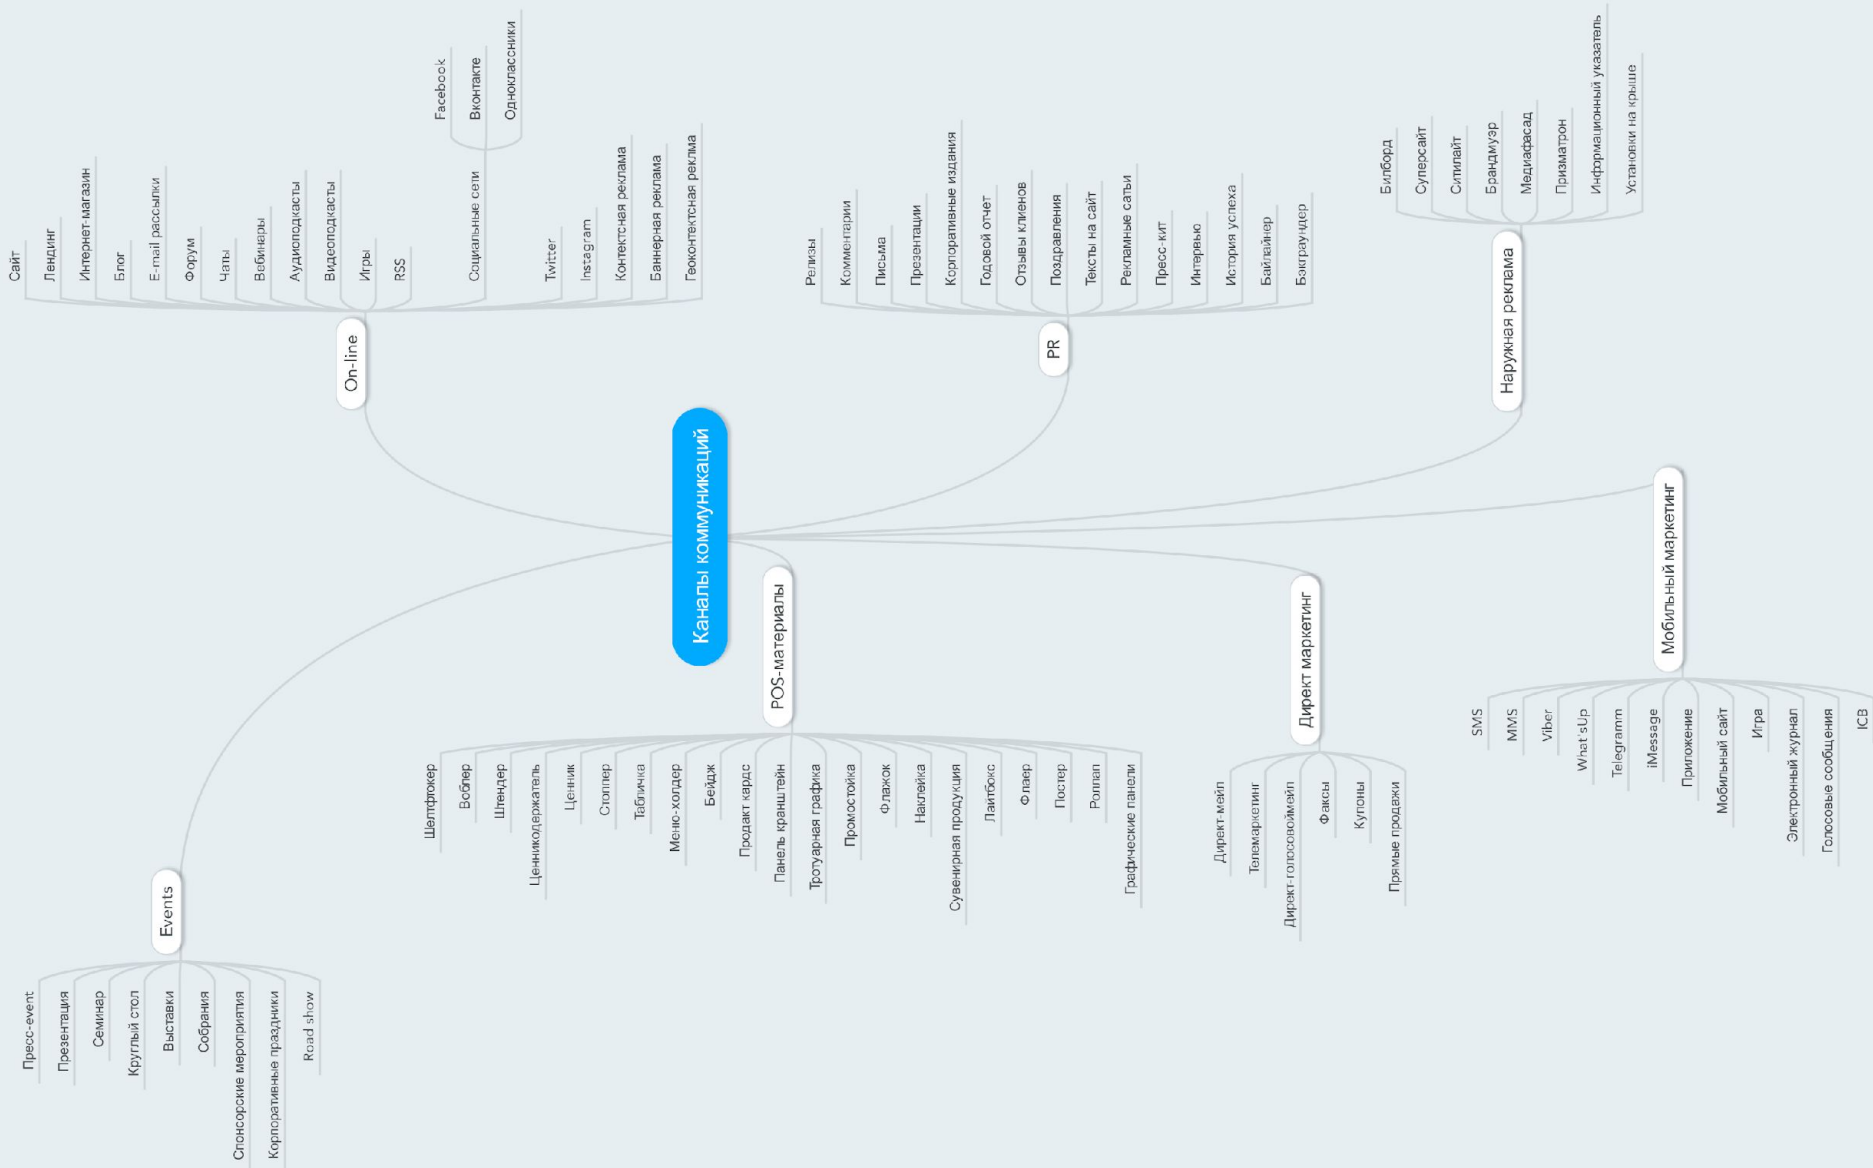 Каналы коммуникаций
On-line
Сайт
Лендинг
Интернет-магазин
Блог
E-mail рассылки
Форум
Чаты
Вебинары
Аудиоподкасты
Видеоподкасты
Игры
RSS
Социальные сети
Facebook
Вконтакте
Одноклассники
Twitter
Instagram
Контектсная реклама
Баннерная реклама
Геоконтектсная реклма
PR
Релизы
Комментарии
Письма
Презентации
Корпоративные издания
Годовой отчет
Отзывы клиенов
Поздравления
Тексты на сайт
Рекламные сатьи
Пресс-кит
Интервью
История успеха
Байлайнер
Бэкграундер
Наружная реклама
Билборд
Суперсайт
Ситилайт
Брандмуэр
Медиафасад
Призматрон
Информационный указатель
Установки на крыше
Events
Пресс-event
Презентация
Семинар
Круглый стол
Выставки
Собрания
Спонсорские мероприятия
Корпоративные праздники
Road show
POS-материалы
Шелфтокер
Воблер
Штендер
Ценникодержатель
Ценник
Стоппер
Табличка
Меню-холдер
Бейдж
Продакт кардс
Панель кранштейн
Тротуарная графика
Промостойка
Флажок
Наклейка
Сувенирная продукция
Лайтбокс
Флаер
Постер
Роллап
Графические панели
Директ маркетинг
Директ-мейл
Телемаркетинг
Директ-голосовоймейл
Факсы
Купоны
Прямые продажи
Мобильный маркетинг
SMS
MMS
Viber
What'sUp
Telegramm
iMessage
Приложение
Мобильный сайт
Игра
Электронный журнал
Голосовые сообщения
ICB